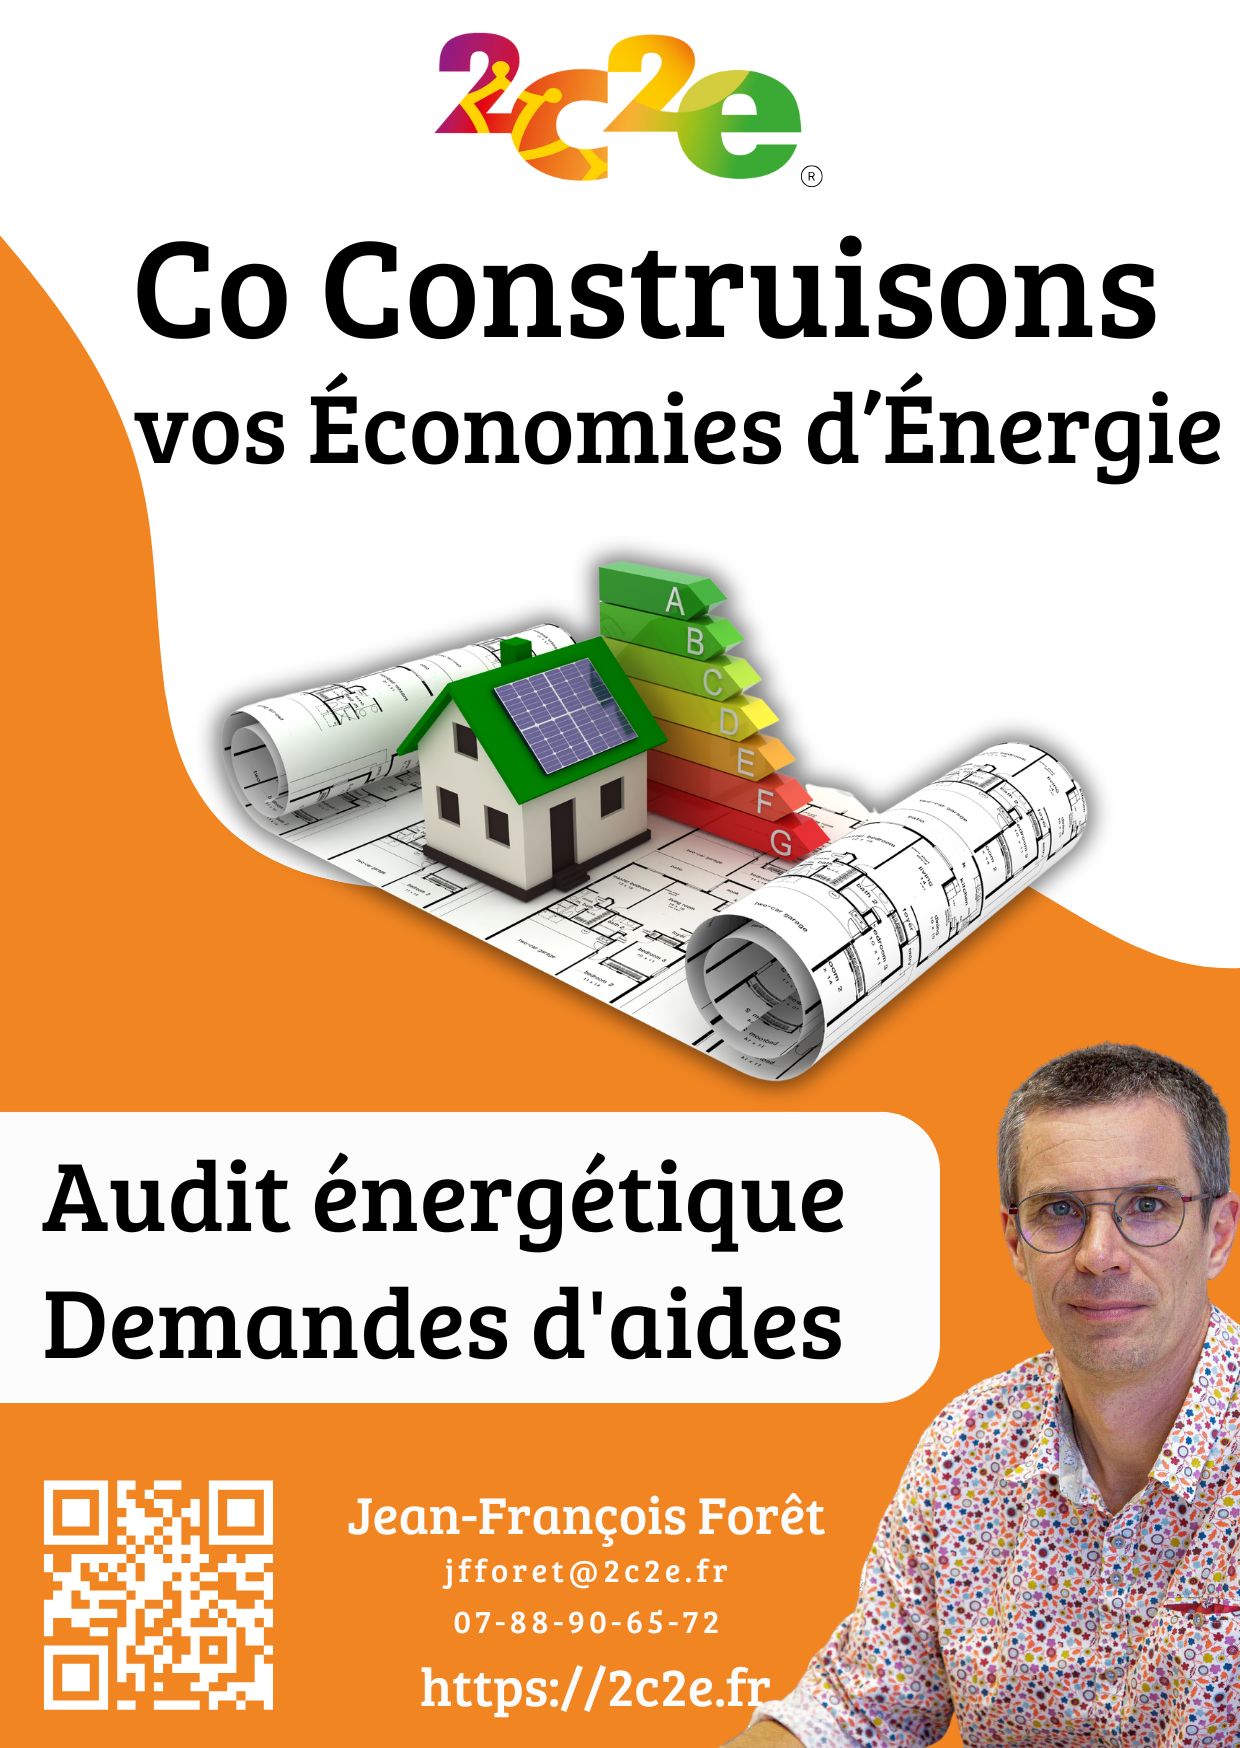 2c2e
®
Co Construisons
vos Économies d’Énergie
A
B
C
D
E
F
G
Audit énergétique
Demandes d'aides
Jean-François Forêt
jfforet@2c2e.fr
07-88-90-65-72
https://2c2e.fr